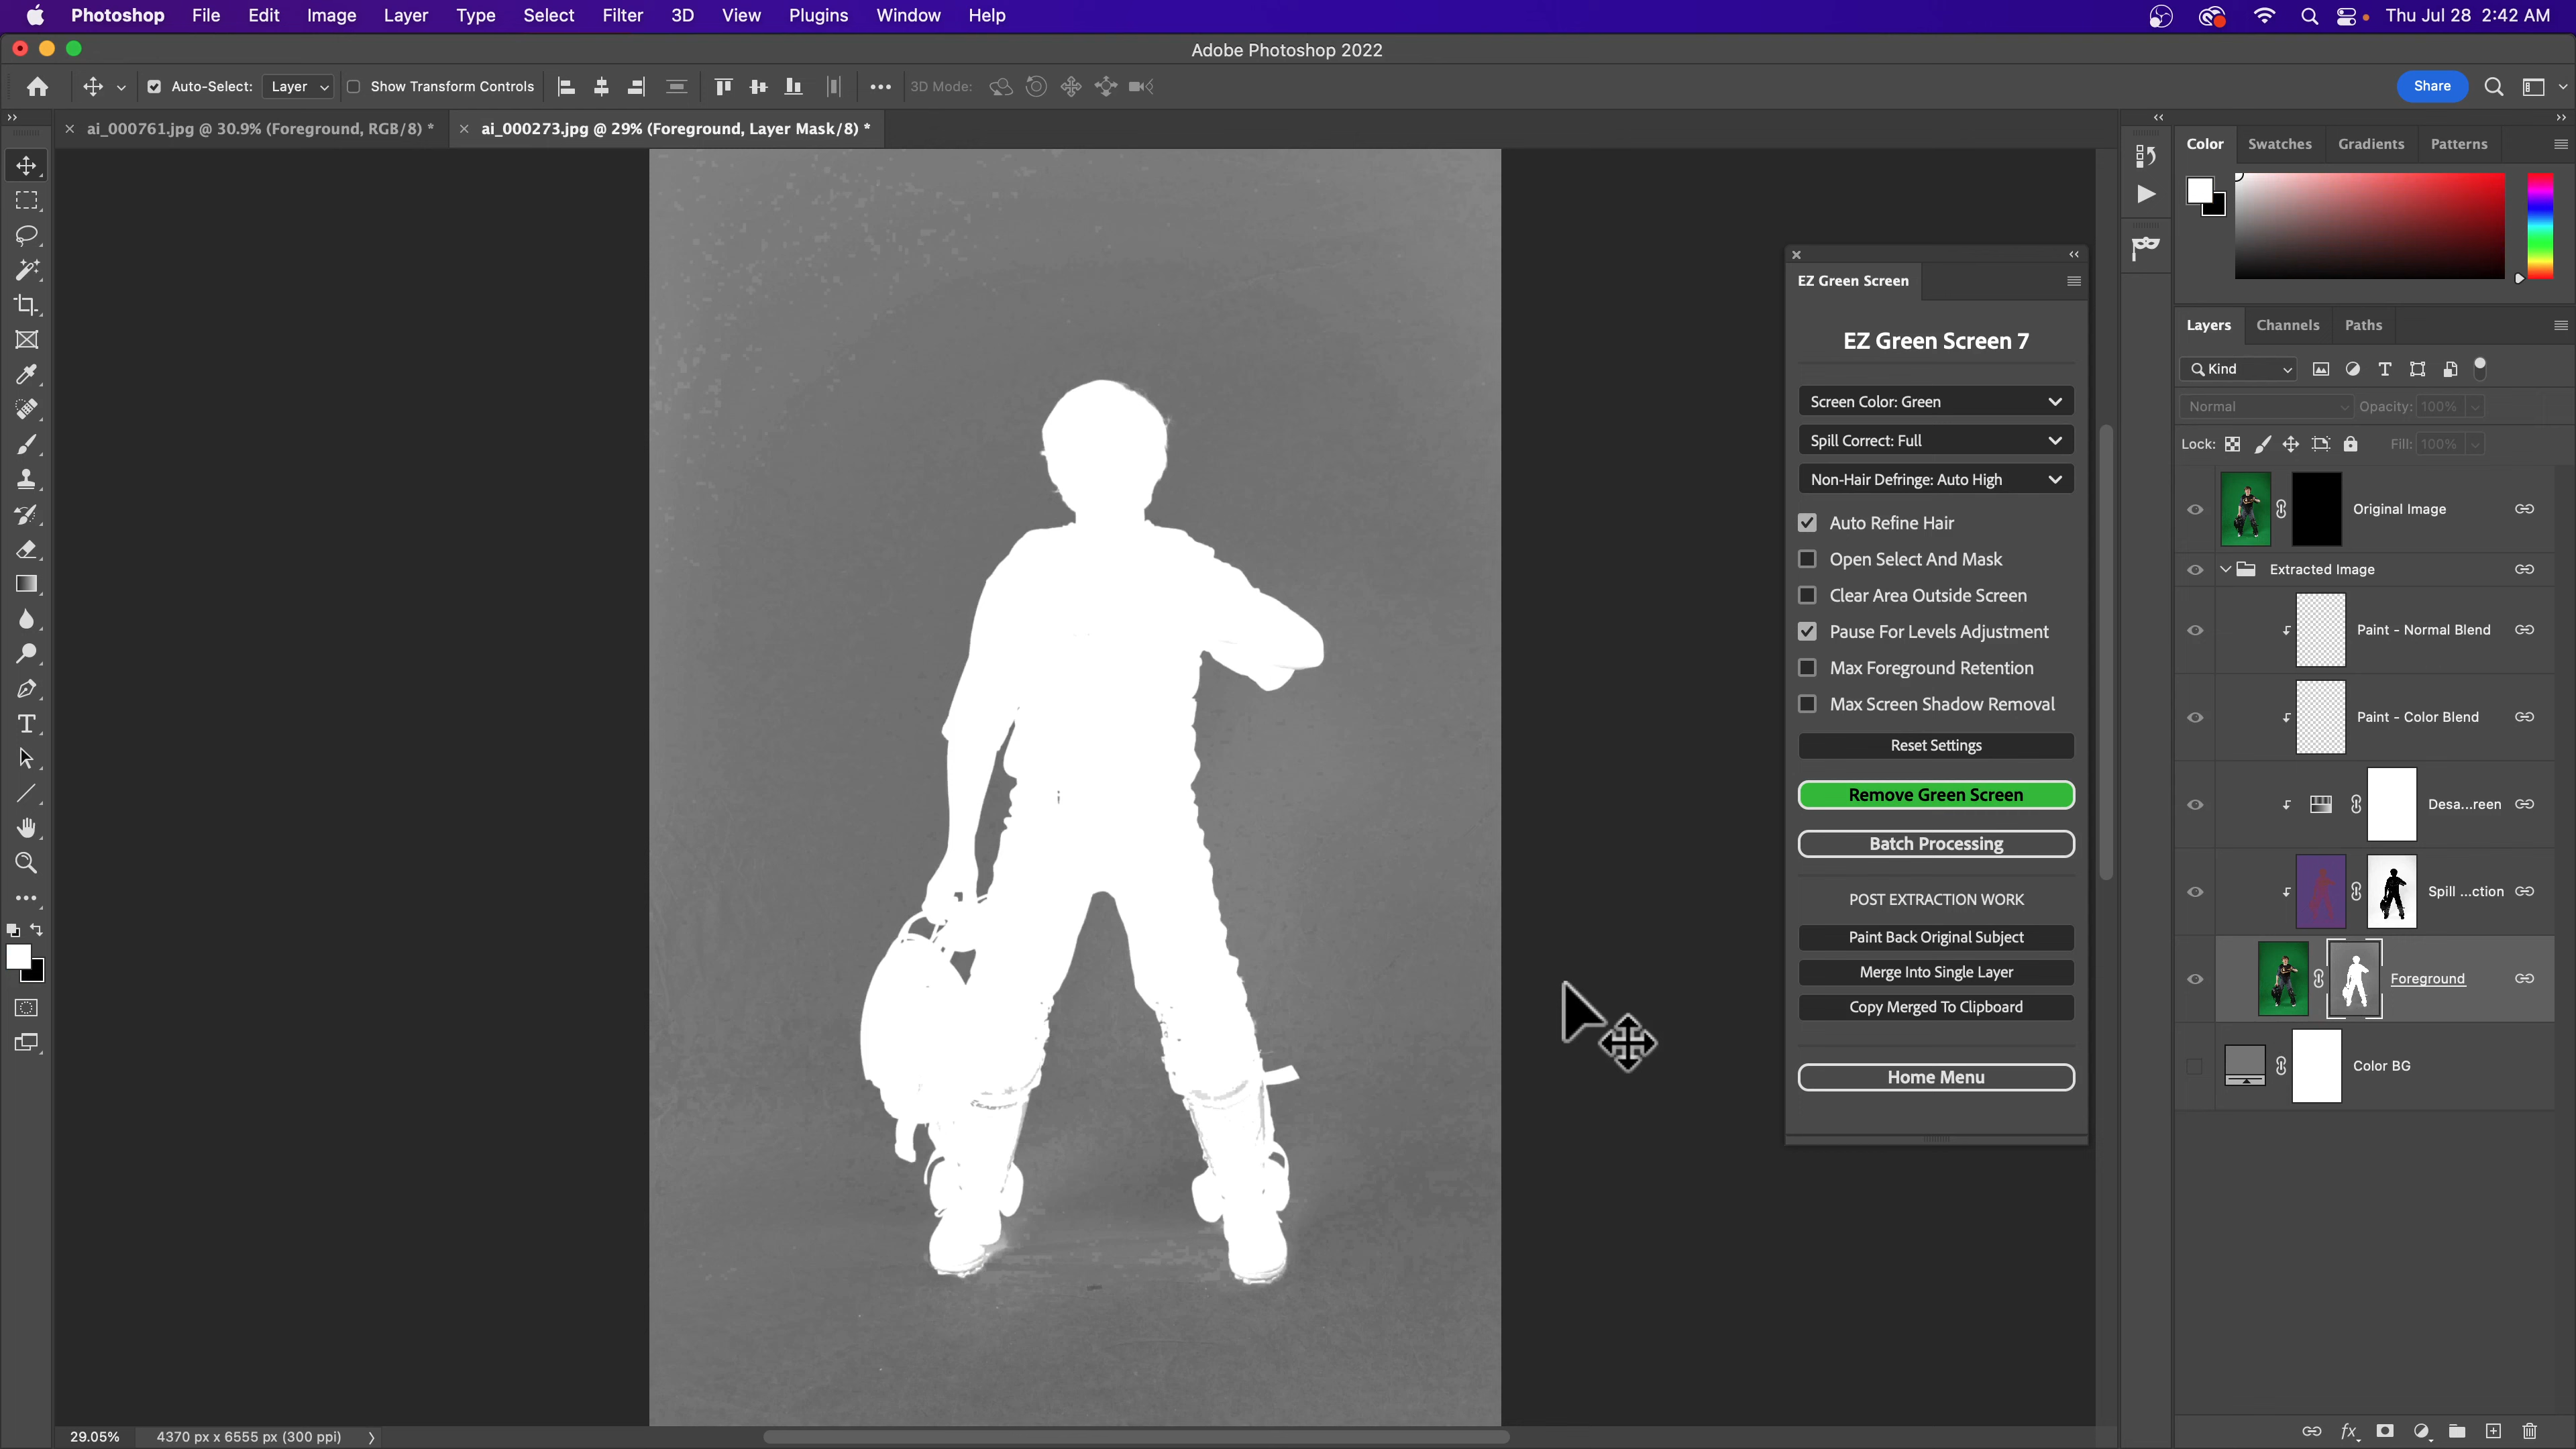 Photoshop File Edit Image Layer Type Select Filter 3D View Plugins Window Help Thu Jul 28 2:42 AM
Adobe Photoshop 2022
Auto-Select: Layer Show Transform Controls 3D Mode: Share
ai_000761.jpg @ 30.9% (Foreground, RGB/8) * ai_000273.jpg @ 29% (Foreground, Layer Mask/8) *
Color Swatches Gradients Patterns
EZ Green Screen
EZ Green Screen 7
Screen Color: Green
Spill Correct: Full
Non-Hair Defringe: Auto High
Auto Refine Hair
Open Select And Mask
Clear Area Outside Screen
Pause For Levels Adjustment
Max Foreground Retention
Max Screen Shadow Removal
Reset Settings
Remove Green Screen
Batch Processing
POST EXTRACTION WORK
Paint Back Original Subject
Merge Into Single Layer
Copy Merged To Clipboard
Home Menu
Layers Channels Paths
Kind
Normal Opacity: 100%
Lock: Fill: 100%
Original Image
Extracted Image
Paint - Normal Blend
Paint - Color Blend
Desa...reen
Spill ...ction
Foreground
Color BG
29.05% 4370 px x 6555 px (300 ppi)